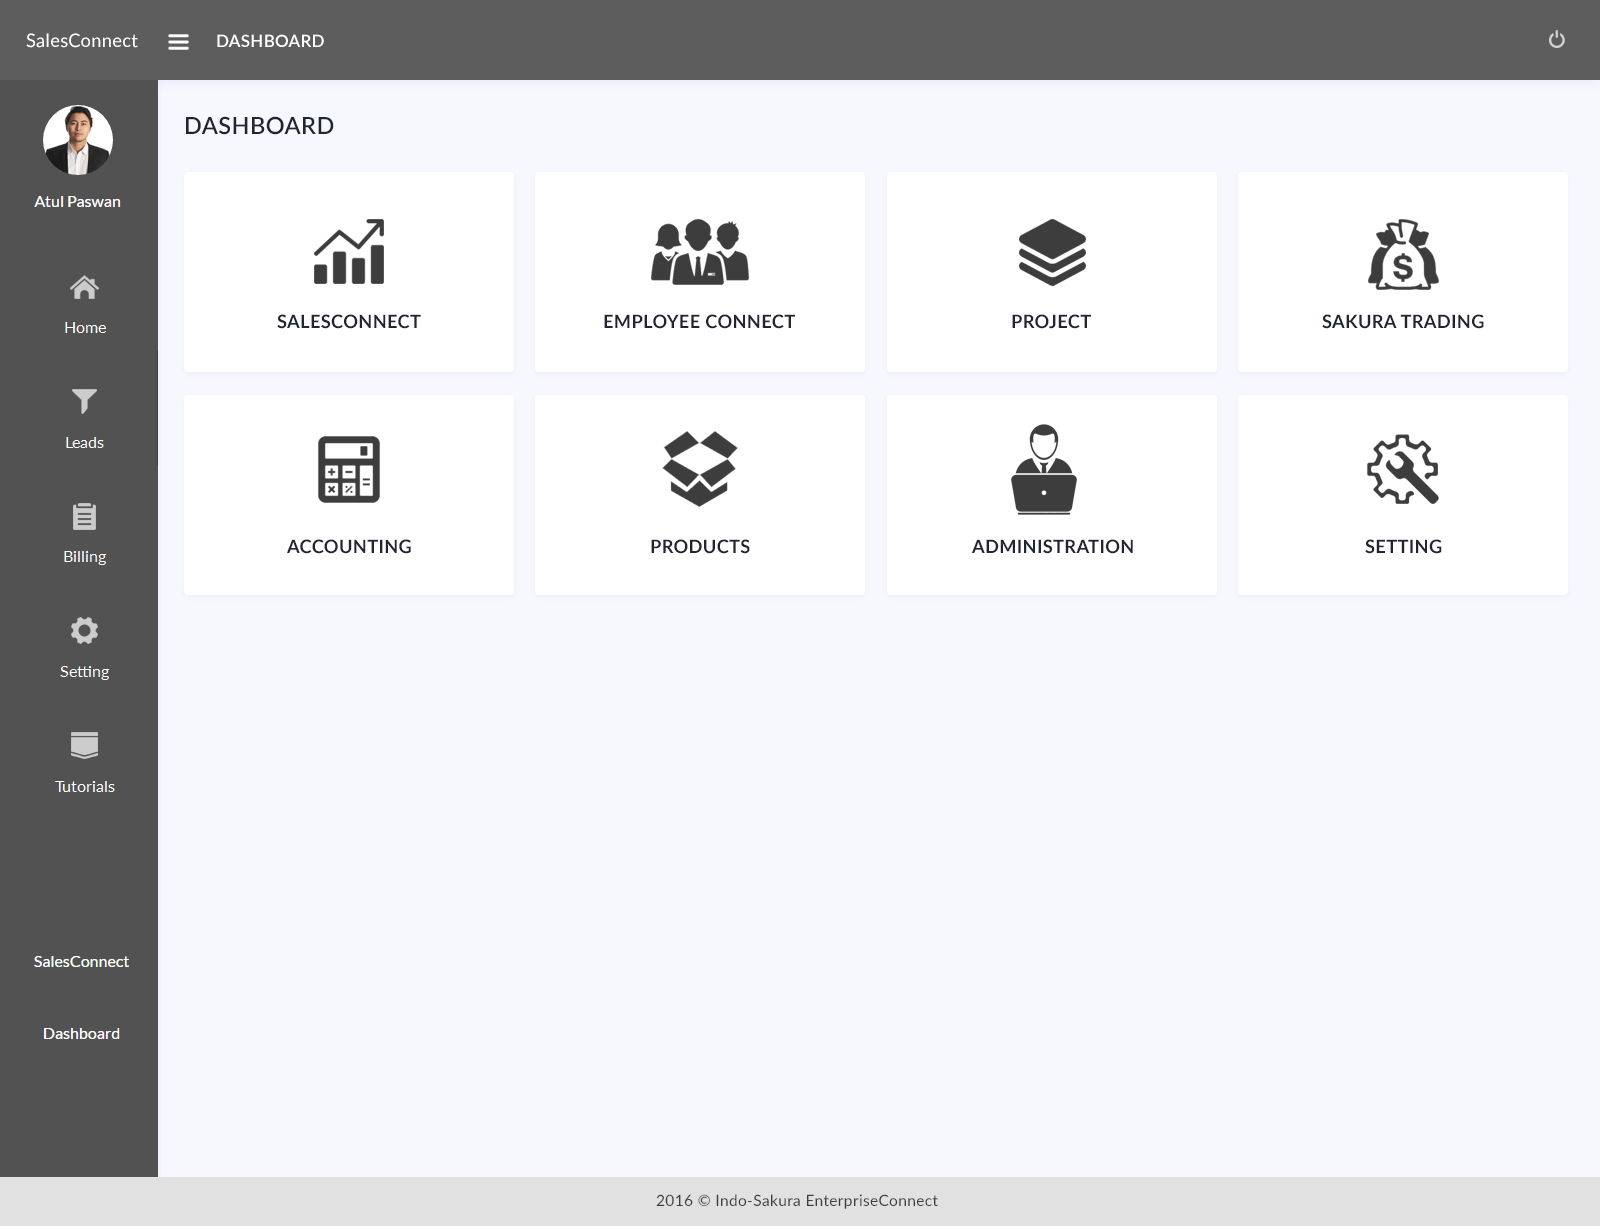 SalesConnect
DASHBOARD
Atul Paswan
Home
Leads
Billing
Setting
Tutorials
SalesConnect
Dashboard
DASHBOARD
SALESCONNECT
EMPLOYEE CONNECT
PROJECT
SAKURA TRADING
ACCOUNTING
PRODUCTS
ADMINISTRATION
SETTING
2016 © Indo-Sakura EnterpriseConnect